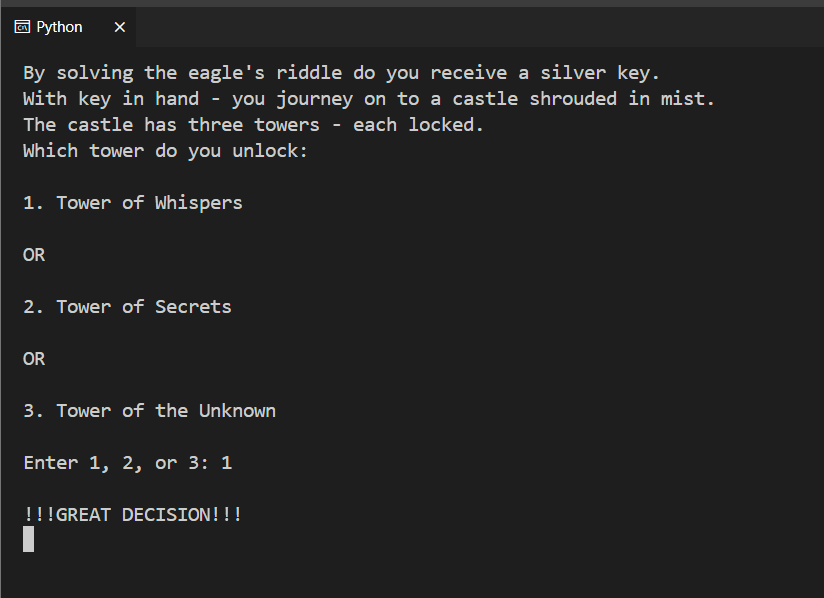 Python
By solving the eagle's riddle do you receive a silver key.
With key in hand - you journey on to a castle shrouded in mist.
The castle has three towers - each locked.
Which tower do you unlock:
1. Tower of Whispers
OR
2. Tower of Secrets
OR
3. Tower of the Unknown
Enter 1, 2, or 3: 1
!!!GREAT DECISION!!!